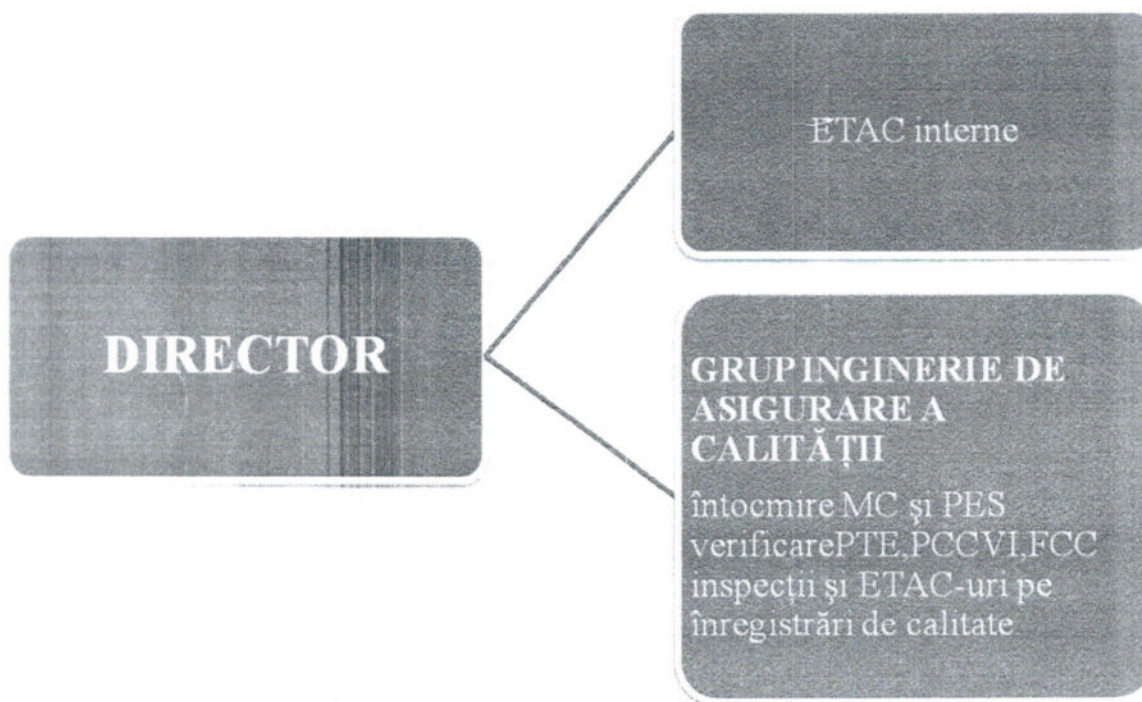 ETAC interne
DIRECTOR
GRUP INGINERIE DE
ASIGURARE A
CALITĂȚII
întocmire MC și PES
verificarePTE,PCCVI,FCC
inspecții și ETAC-uri pe
înregistrări de calitate